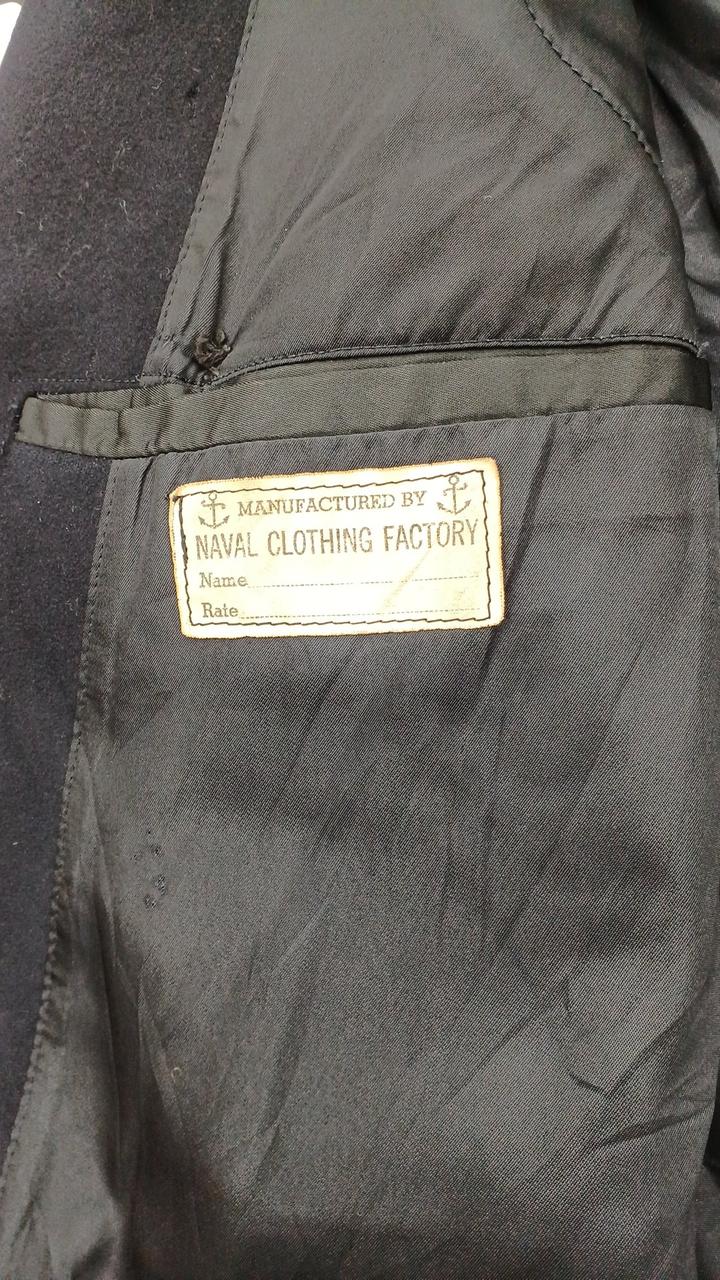 MANUFACTURED BY
NAVAL CLOTHING FACTORY
Name
Rate